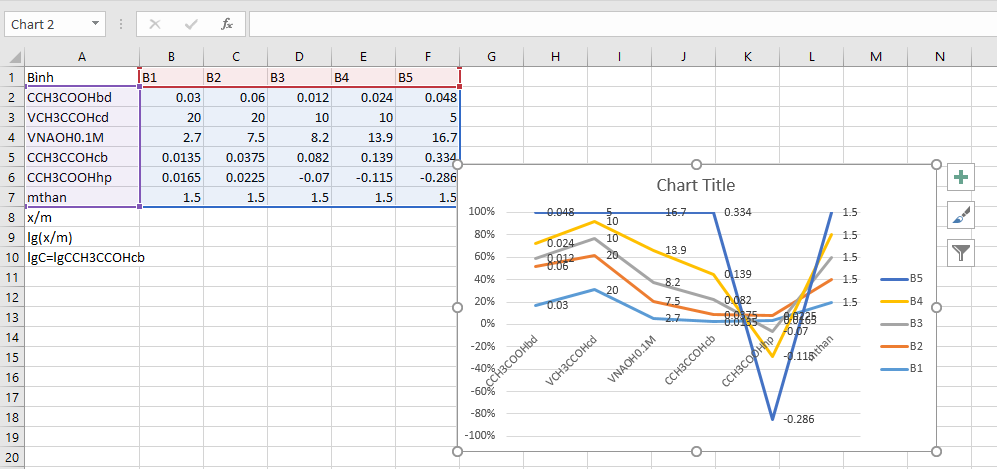 Chart 2
fx
A B C D E F G H I J K L M N
1 Bình B1 B2 B3 B4 B5
2 CCH3COOHbd 0.03 0.06 0.012 0.024 0.048
3 VCH3CCOHcd 20 20 10 10 5
4 VNAOH0.1M 2.7 7.5 8.2 13.9 16.7
5 CCH3CCOHcb 0.0135 0.0375 0.082 0.139 0.334
6 CCH3COOHhp 0.0165 0.0225 -0.07 -0.115 -0.286
7 mthan 1.5 1.5 1.5 1.5 1.5
8 x/m
9 lg(x/m)
10 lgC=lgCCH3CCOHcb
11
12
13
14
15
16
17
18
19
20
Chart Title
100%
80%
60%
40%
20%
0%
-20%
-40%
-60%
-80%
-100%
0.048 5 16.7 0.334 1.5
0.024 10 13.9 0.139 1.5
0.012 10 8.2 0.082 1.5
0.06 20 7.5 0.0375 0.0225 1.5
0.03 20 2.7 0.0135 0.0165 1.5
-0.07
-0.115
-0.286
CCH3COOHbd VCH3CCOHcd VNAOH0.1M CCH3CCOHcb CCH3COOHhp mthan
B5
B4
B3
B2
B1